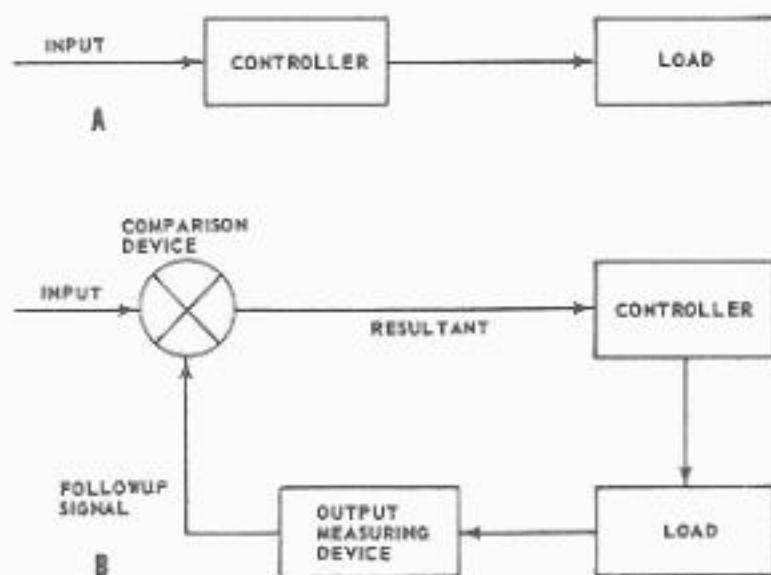 INPUT
CONTROLLER
LOAD
A
COMPARISON
DEVICE
INPUT
RESULTANT
CONTROLLER
FOLLOWUP
SIGNAL
OUTPUT
MEASURING
DEVICE
LOAD
B